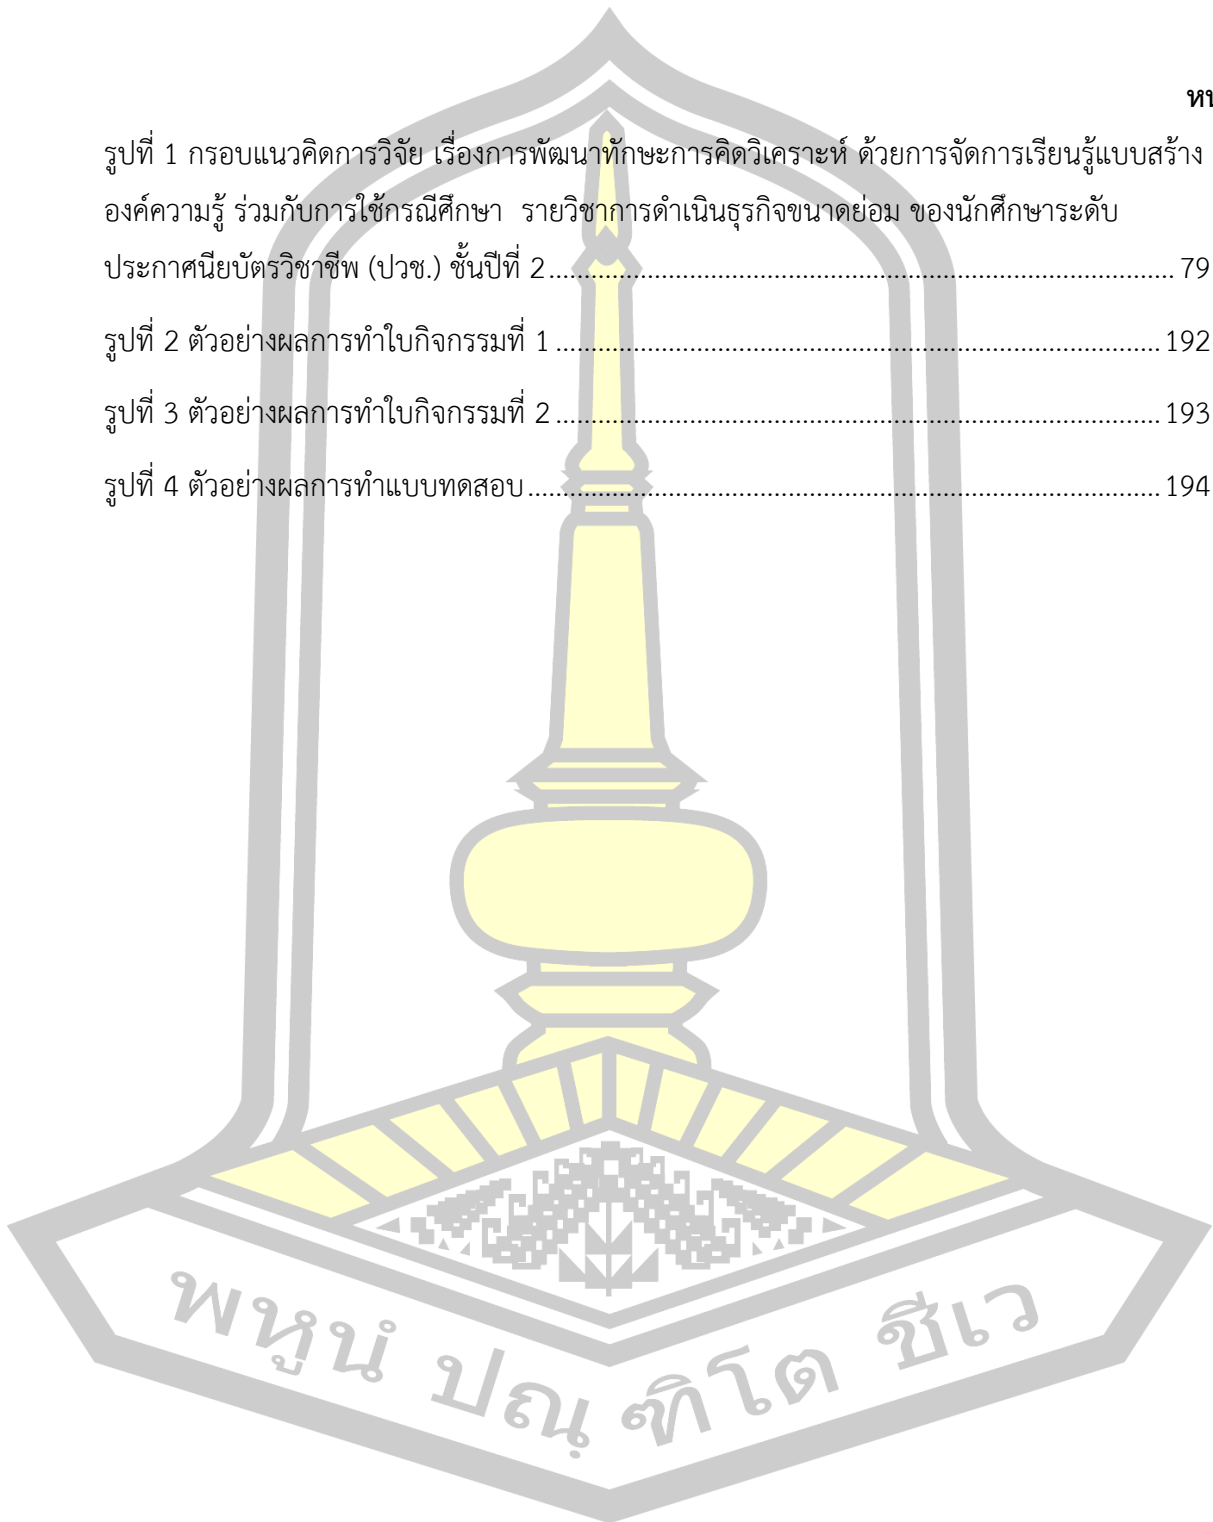 รูปที่ 1 กรอบแนวคิดการวิจัย เรื่องการพัฒนาทักษะการคิดวิเคราะห์ ด้วยการจัดการเรียนรู้แบบสร้าง
องค์ความรู้ ร่วมกับการใช้กรณีศึกษา รายวิชาการดำเนินธุรกิจขนาดย่อม ของนักศึกษาระดับ
ประกาศนียบัตรวิชาชีพ (ปวช.) ชั้นปีที่ 2 ........................................................................ 79
รูปที่ 2 ตัวอย่างผลการทำใบกิจกรรมที่ 1 ........................................................................ 192
รูปที่ 3 ตัวอย่างผลการทำใบกิจกรรมที่ 2 ........................................................................ 193
รูปที่ 4 ตัวอย่างผลการทำแบบทดสอบ ........................................................................ 194
พหูนํ ปณฺฑิโต ชีเว